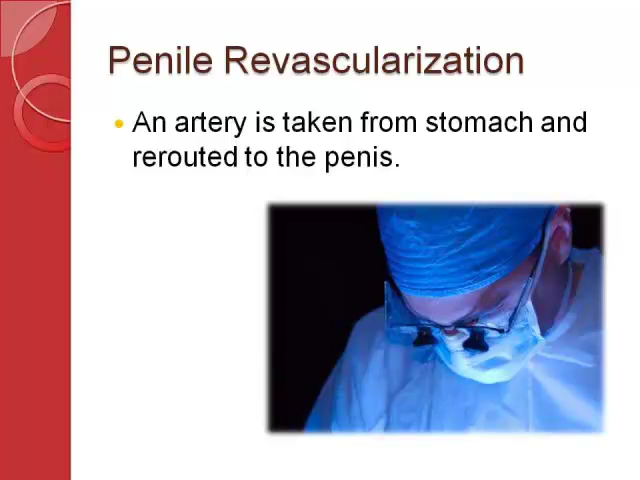 Penile Revascularization
An artery is taken from stomach and
rerouted to the penis.